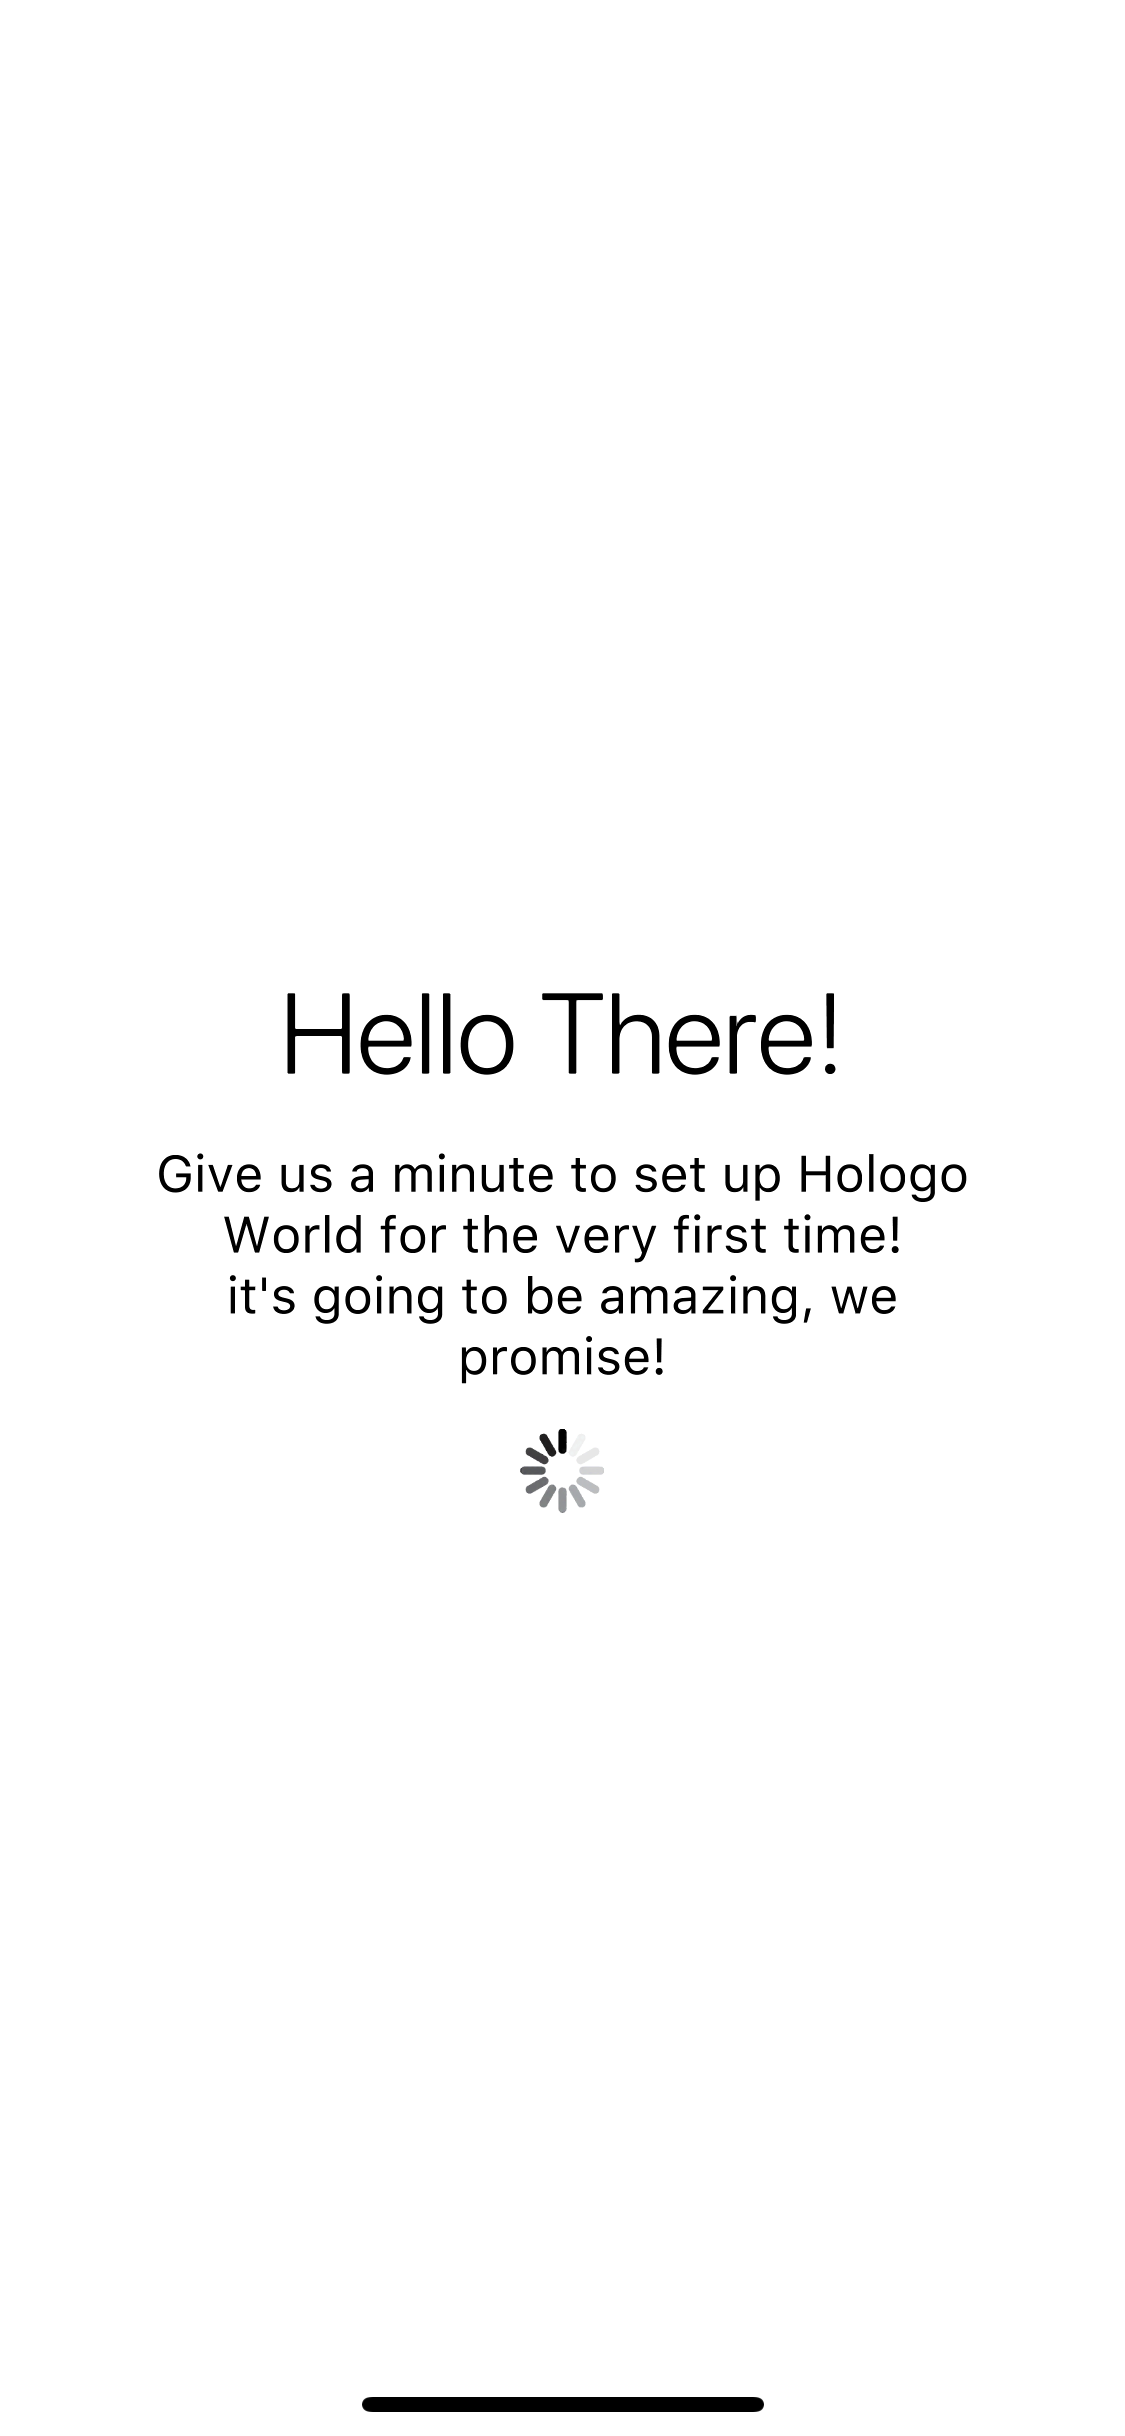 Hello There!
Give us a minute to set up Hologo
World for the very first time!
it's going to be amazing, we
promise!